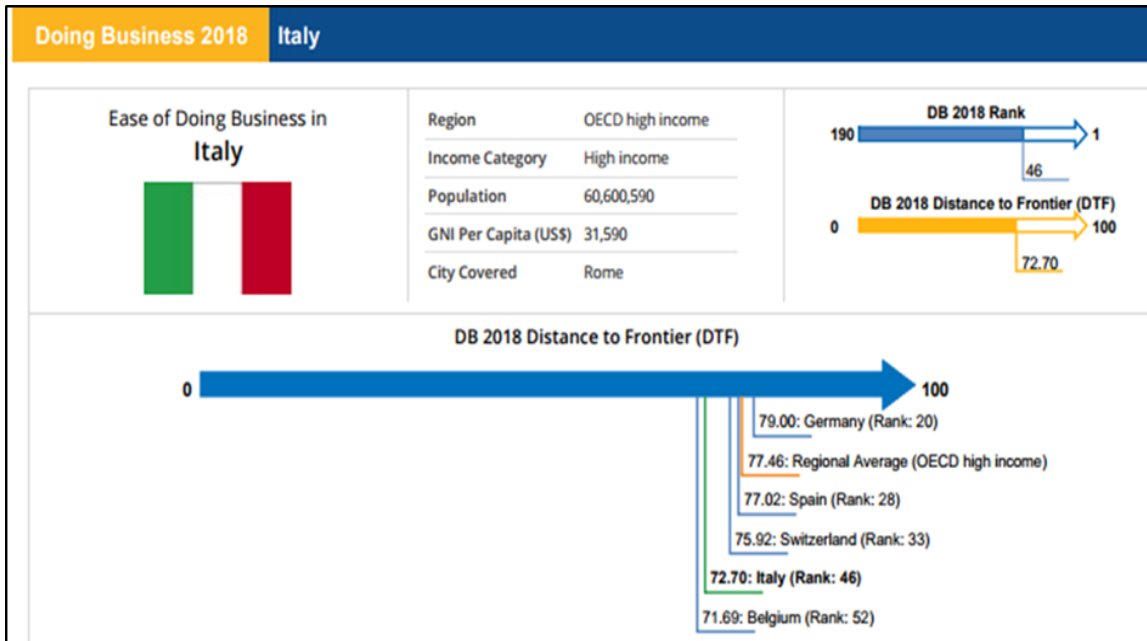 Doing Business 2018 Italy
Ease of Doing Business in
Italy
Region OECD high income
Income Category High income
Population 60,600,590
GNI Per Capita (US$) 31,590
City Covered Rome
DB 2018 Rank
190 1
46
DB 2018 Distance to Frontier (DTF)
0 100
72.70
DB 2018 Distance to Frontier (DTF)
0 100
79.00: Germany (Rank: 20)
77.46: Regional Average (OECD high income)
77.02: Spain (Rank: 28)
75.92: Switzerland (Rank: 33)
72.70: Italy (Rank: 46)
71.69: Belgium (Rank: 52)